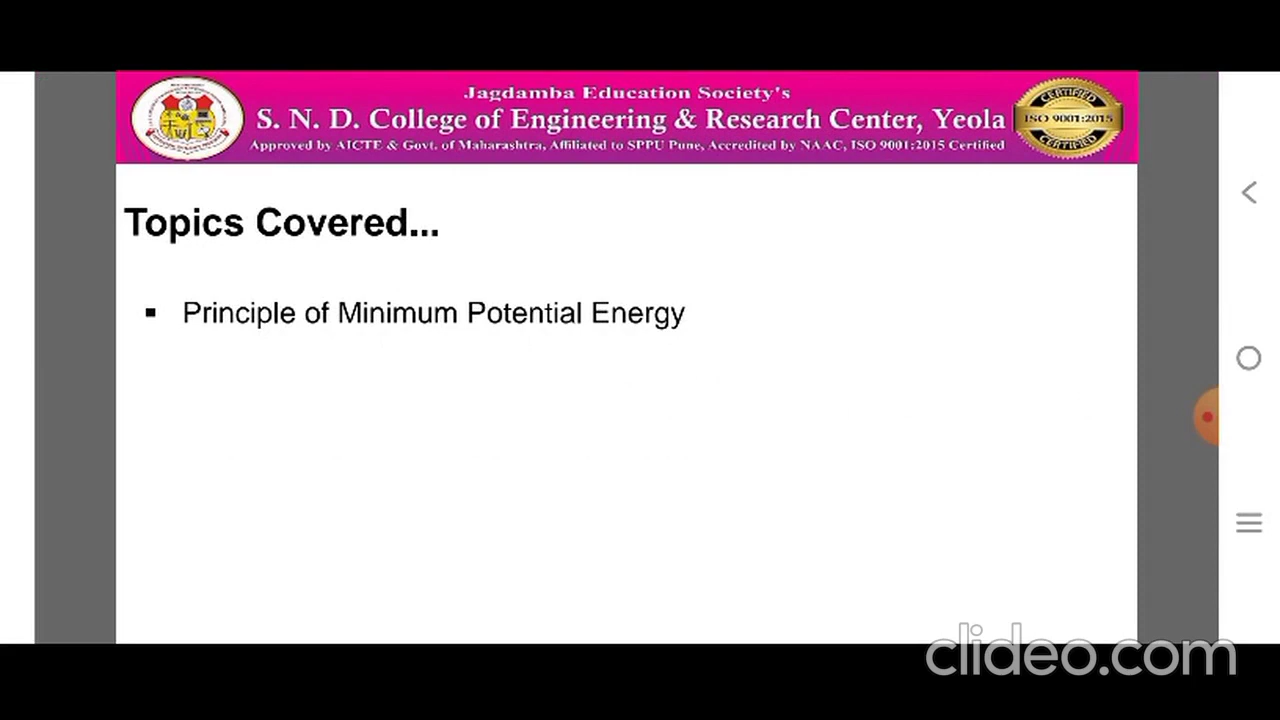 Jagdamba Education Society's
S. N. D. College of Engineering & Research Center, Yeola
Approved by AICTE & Govt. of Maharashtra, Affiliated to SPPU Pune, Accredited by NAAC, ISO 9001:2015 Certified
CERTIFIED
ISO 9001:2015
CERTIFIED
Topics Covered...
▪ Principle of Minimum Potential Energy
clideo.com